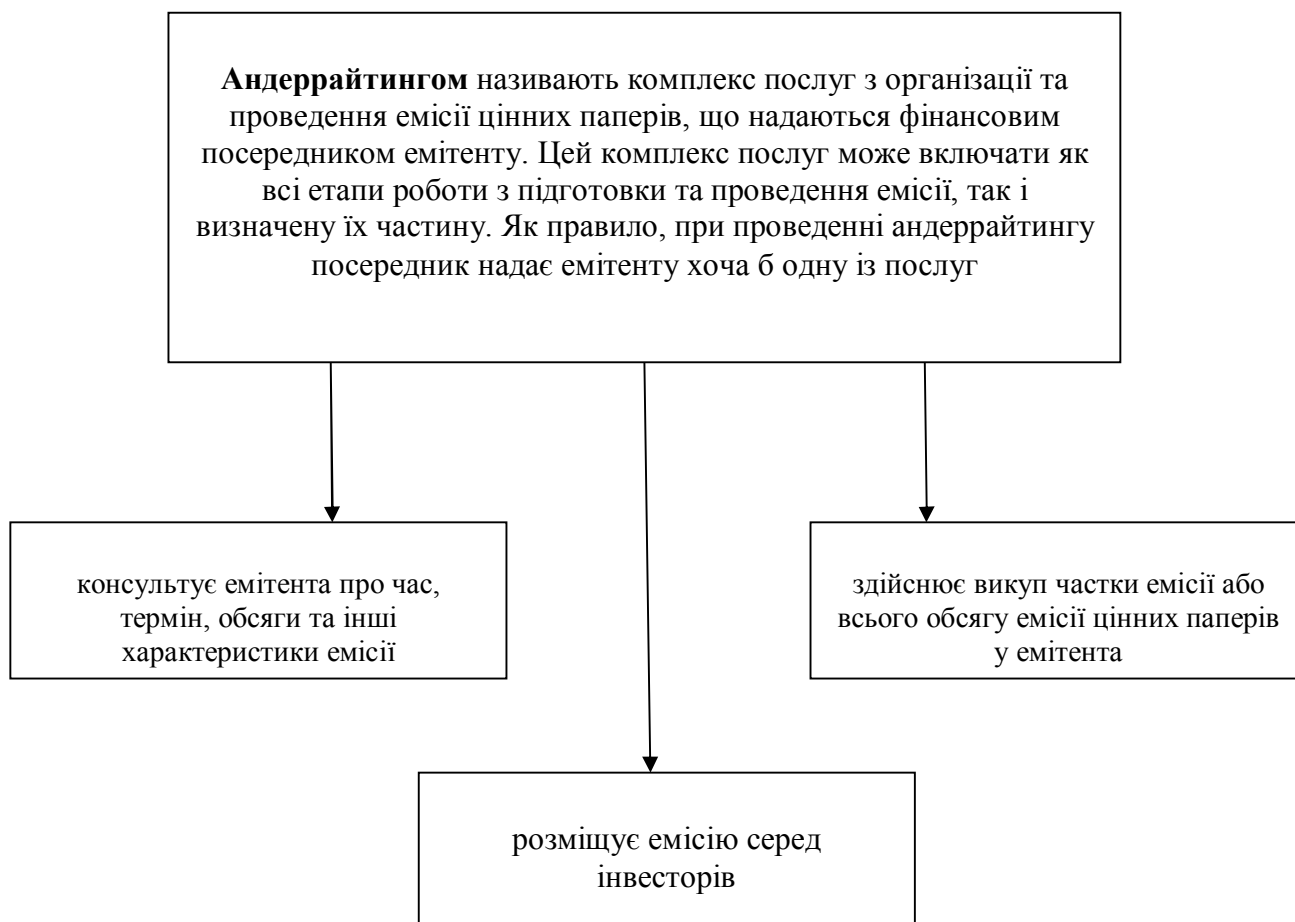 Андеррайтингом називають комплекс послуг з організації та
проведення емісії цінних паперів, що надаються фінансовим
посередником емітенту. Цей комплекс послуг може включати як
всі етапи роботи з підготовки та проведення емісії, так і
визначену їх частину. Як правило, при проведенні андеррайтингу
посередник надає емітенту хоча б одну із послуг
консультує емітента про час,
термін, обсяги та інші
характеристики емісії
здійснює викуп частки емісії або
всього обсягу емісії цінних паперів
у емітента
розміщує емісію серед
інвесторів